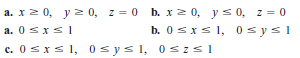 a. x ≥ 0, y ≥ 0, z = 0 b. x ≥ 0, y ≤ 0, z = 0
a. 0 ≤ x ≤ 1 b. 0 ≤ x ≤ 1, 0 ≤ y ≤ 1
c. 0 ≤ x ≤ 1, 0 ≤ y ≤ 1, 0 ≤ z ≤ 1